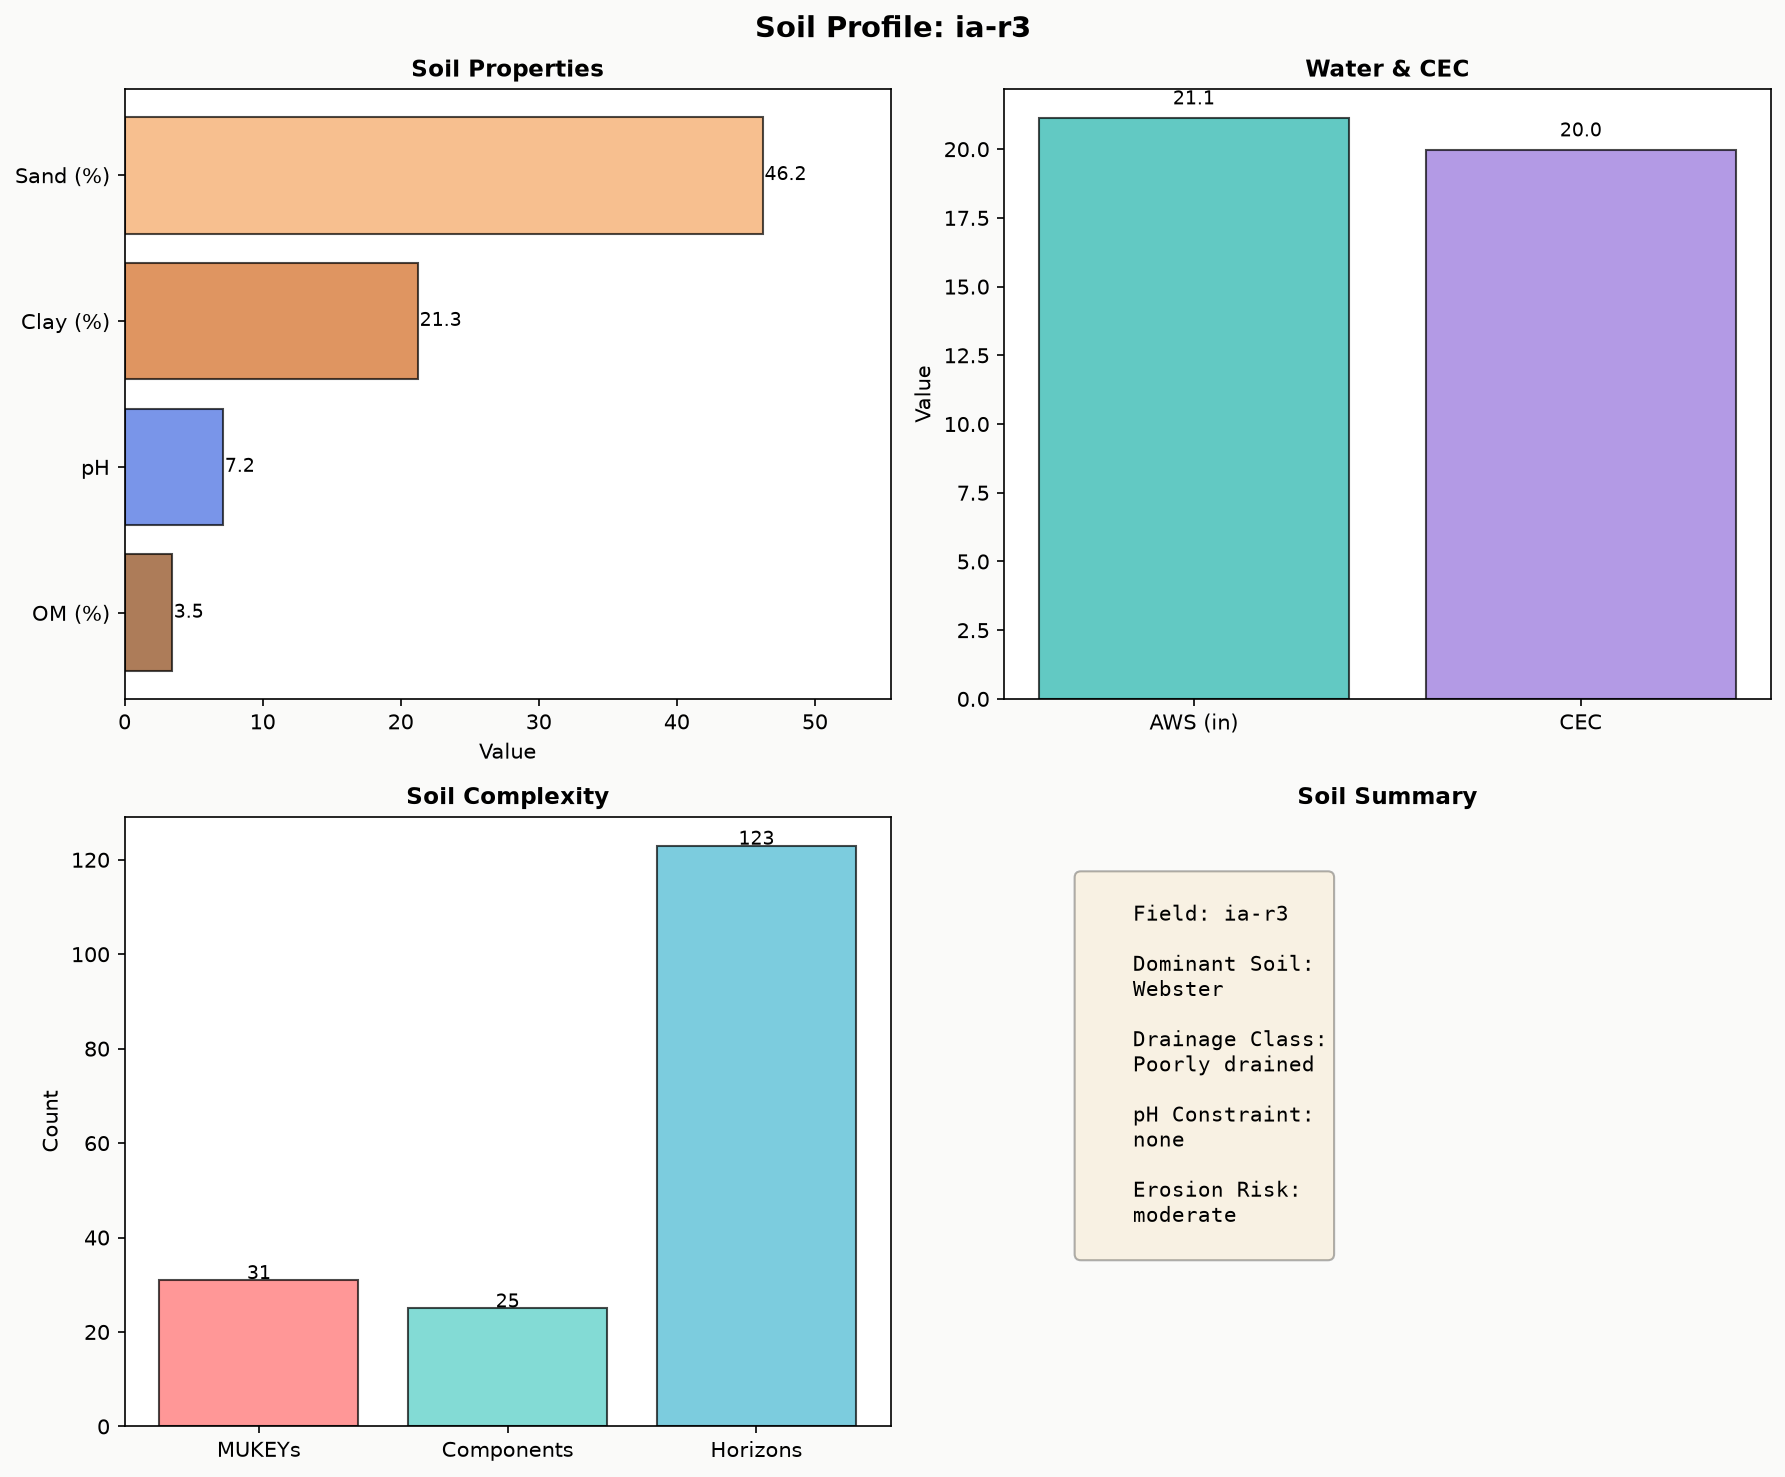 Soil Profile: ia-r3
Soil Properties
Sand (%)
46.2
Clay (%)
21.3
pH
7.2
OM (%)
3.5
0 10 20 30 40 50
Value
Water & CEC
Value
20.0
17.5
15.0
12.5
10.0
7.5
5.0
2.5
0.0
21.1
20.0
AWS (in) CEC
Soil Complexity
Count
120
100
80
60
40
20
0
31
25
123
MUKEYs Components Horizons
Soil Summary
Field: ia-r3
Dominant Soil:
Webster
Drainage Class:
Poorly drained
pH Constraint:
none
Erosion Risk:
moderate